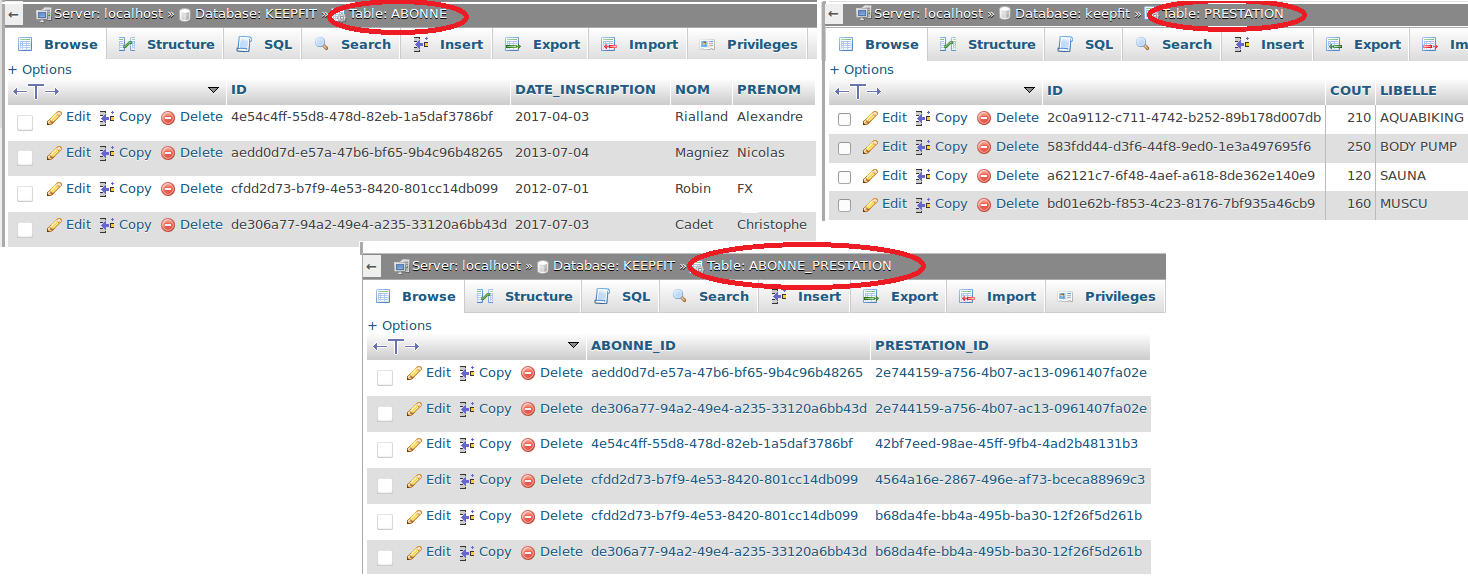 ← Server: localhost » Database: KEEPFIT » Table: ABONNE
Browse Structure SQL Search Insert Export Import Privileges
+ Options
←T→ ID DATE_INSCRIPTION NOM PRENOM
Edit Copy Delete 4e54c4ff-55d8-478d-82eb-1a5daf3786bf 2017-04-03 Rialland Alexandre
Edit Copy Delete aedd0d7d-e57a-47b6-bf65-9b4c96b48265 2013-07-04 Magniez Nicolas
Edit Copy Delete cfdd2d73-b7f9-4e53-8420-801cc14db099 2012-07-01 Robin FX
Edit Copy Delete de306a77-94a2-49e4-a235-33120a6bb43d 2017-07-03 Cadet Christophe
← Server: localhost » Database: keepfit » Table: PRESTATION
Browse Structure SQL Search Insert Export Im
+ Options
←T→ ID COUT LIBELLE
Edit Copy Delete 2c0a9112-c711-4742-b252-89b178d007db 210 AQUABIKING
Edit Copy Delete 583fdd44-d3f6-44f8-9ed0-1e3a497695f6 250 BODY PUMP
Edit Copy Delete a62121c7-6f48-4aef-a618-8de362e140e9 120 SAUNA
Edit Copy Delete bd01e62b-f853-4c23-8176-7bf935a46cb9 160 MUSCU
← Server: localhost » Database: KEEPFIT » Table: ABONNE_PRESTATION
Browse Structure SQL Search Insert Export Import Privileges
+ Options
←T→ ABONNE_ID PRESTATION_ID
Edit Copy Delete aedd0d7d-e57a-47b6-bf65-9b4c96b48265 2e744159-a756-4b07-ac13-0961407fa02e
Edit Copy Delete de306a77-94a2-49e4-a235-33120a6bb43d 2e744159-a756-4b07-ac13-0961407fa02e
Edit Copy Delete 4e54c4ff-55d8-478d-82eb-1a5daf3786bf 42bf7eed-98ae-45ff-9fb4-4ad2b48131b3
Edit Copy Delete cfdd2d73-b7f9-4e53-8420-801cc14db099 4564a16e-2867-496e-af73-bceca88969c3
Edit Copy Delete cfdd2d73-b7f9-4e53-8420-801cc14db099 b68da4fe-bb4a-495b-ba30-12f26f5d261b
Edit Copy Delete de306a77-94a2-49e4-a235-33120a6bb43d b68da4fe-bb4a-495b-ba30-12f26f5d261b